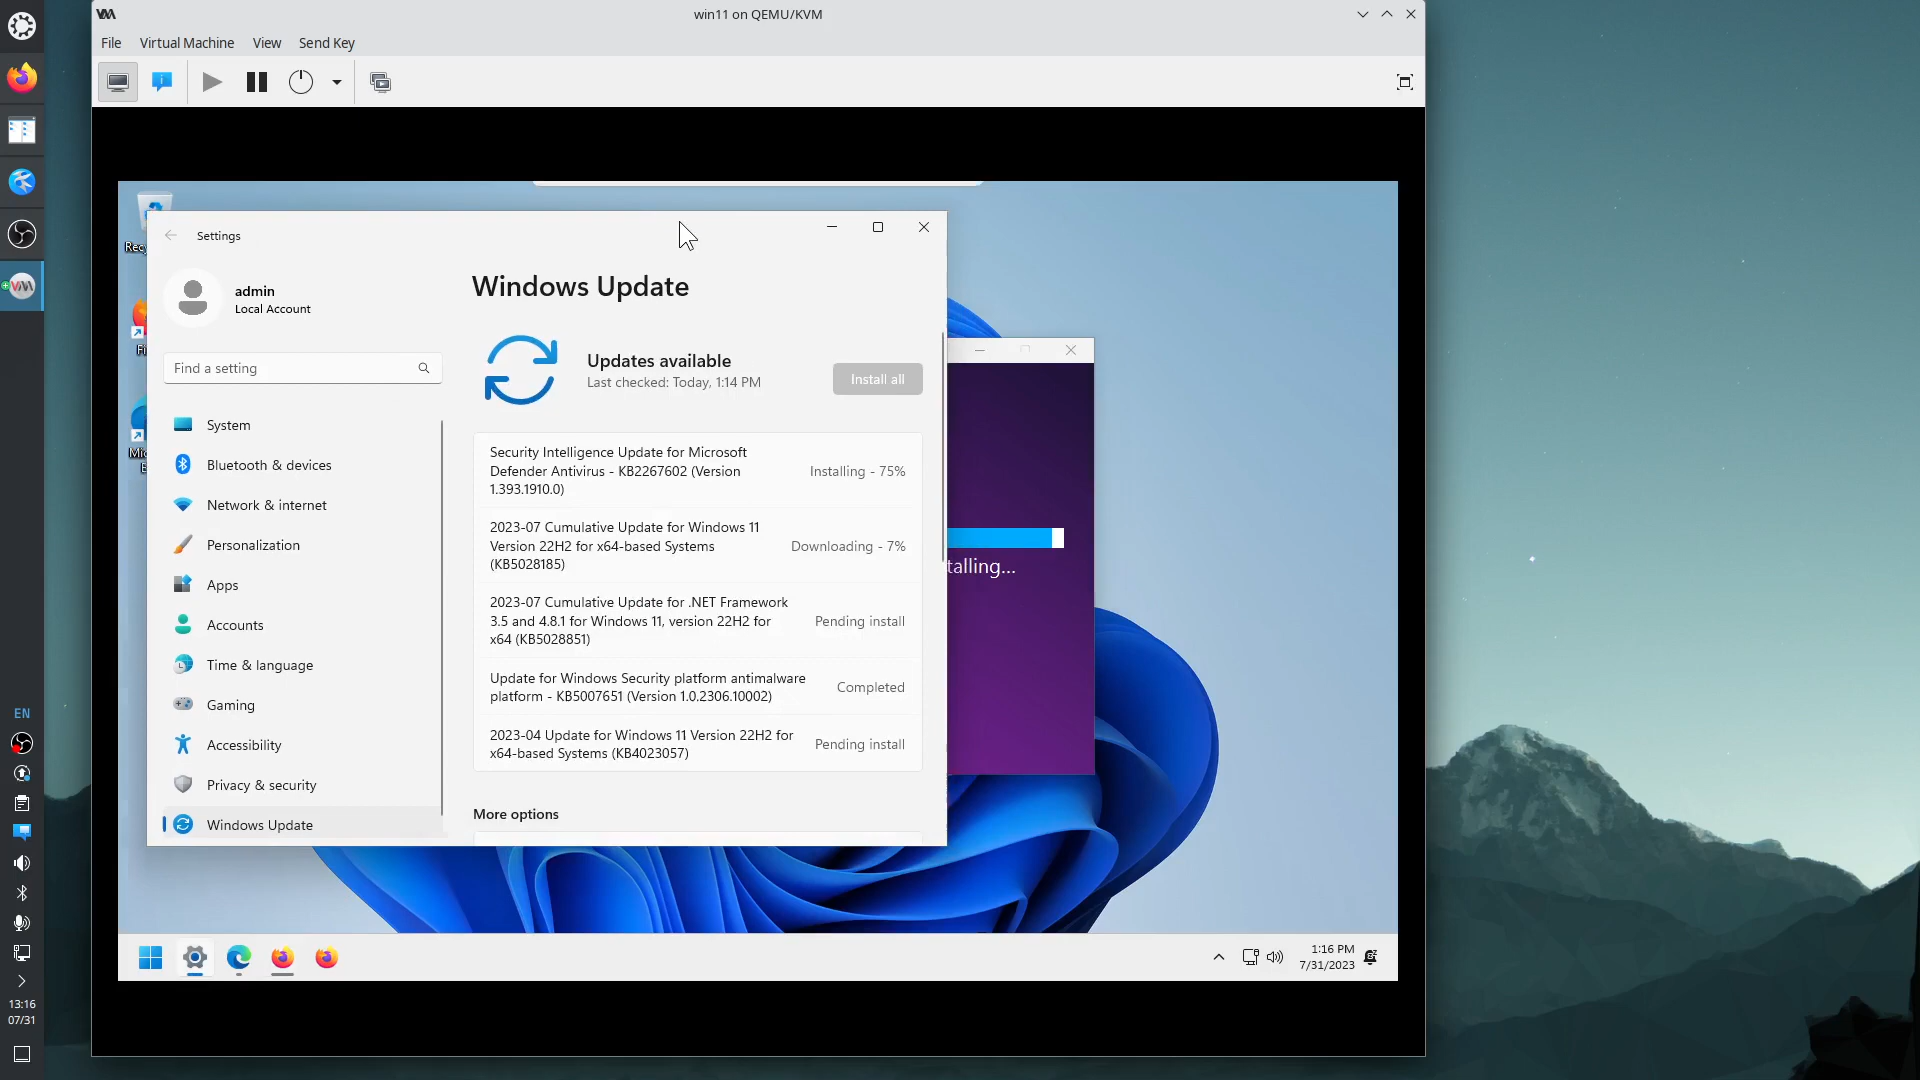 win11 on QEMU/KVM
File Virtual Machine View Send Key
Settings
admin
Local Account
Find a setting
System
Bluetooth & devices
Network & internet
Personalization
Apps
Accounts
Time & language
Gaming
Accessibility
Privacy & security
Windows Update
Windows Update
Updates available
Last checked: Today, 1:14 PM
Install all
Security Intelligence Update for Microsoft
Defender Antivirus - KB2267602 (Version
1.393.1910.0)
Installing - 75%
2023-07 Cumulative Update for Windows 11
Version 22H2 for x64-based Systems
(KB5028185)
Downloading - 7%
2023-07 Cumulative Update for .NET Framework
3.5 and 4.8.1 for Windows 11, version 22H2 for
x64 (KB5028851)
Pending install
Update for Windows Security platform antimalware
platform - KB5007651 (Version 1.0.2306.10002)
Completed
2023-04 Update for Windows 11 Version 22H2 for
x64-based Systems (KB4023057)
Pending install
More options
talling...
Recy
Fi
Mic
E
1:16 PM
7/31/2023
EN
13:16
07/31